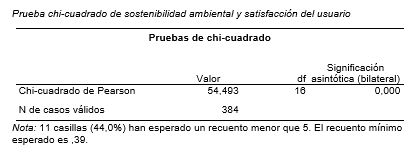 Prueba chi-cuadrado de sostenibilidad ambiental y satisfacción del usuario
Pruebas de chi-cuadrado
Significación
Valor df asintótica (bilateral)
Chi-cuadrado de Pearson 54,493 16 0,000
N de casos válidos 384
Nota: 11 casillas (44,0%) han esperado un recuento menor que 5. El recuento mínimo
esperado es ,39.